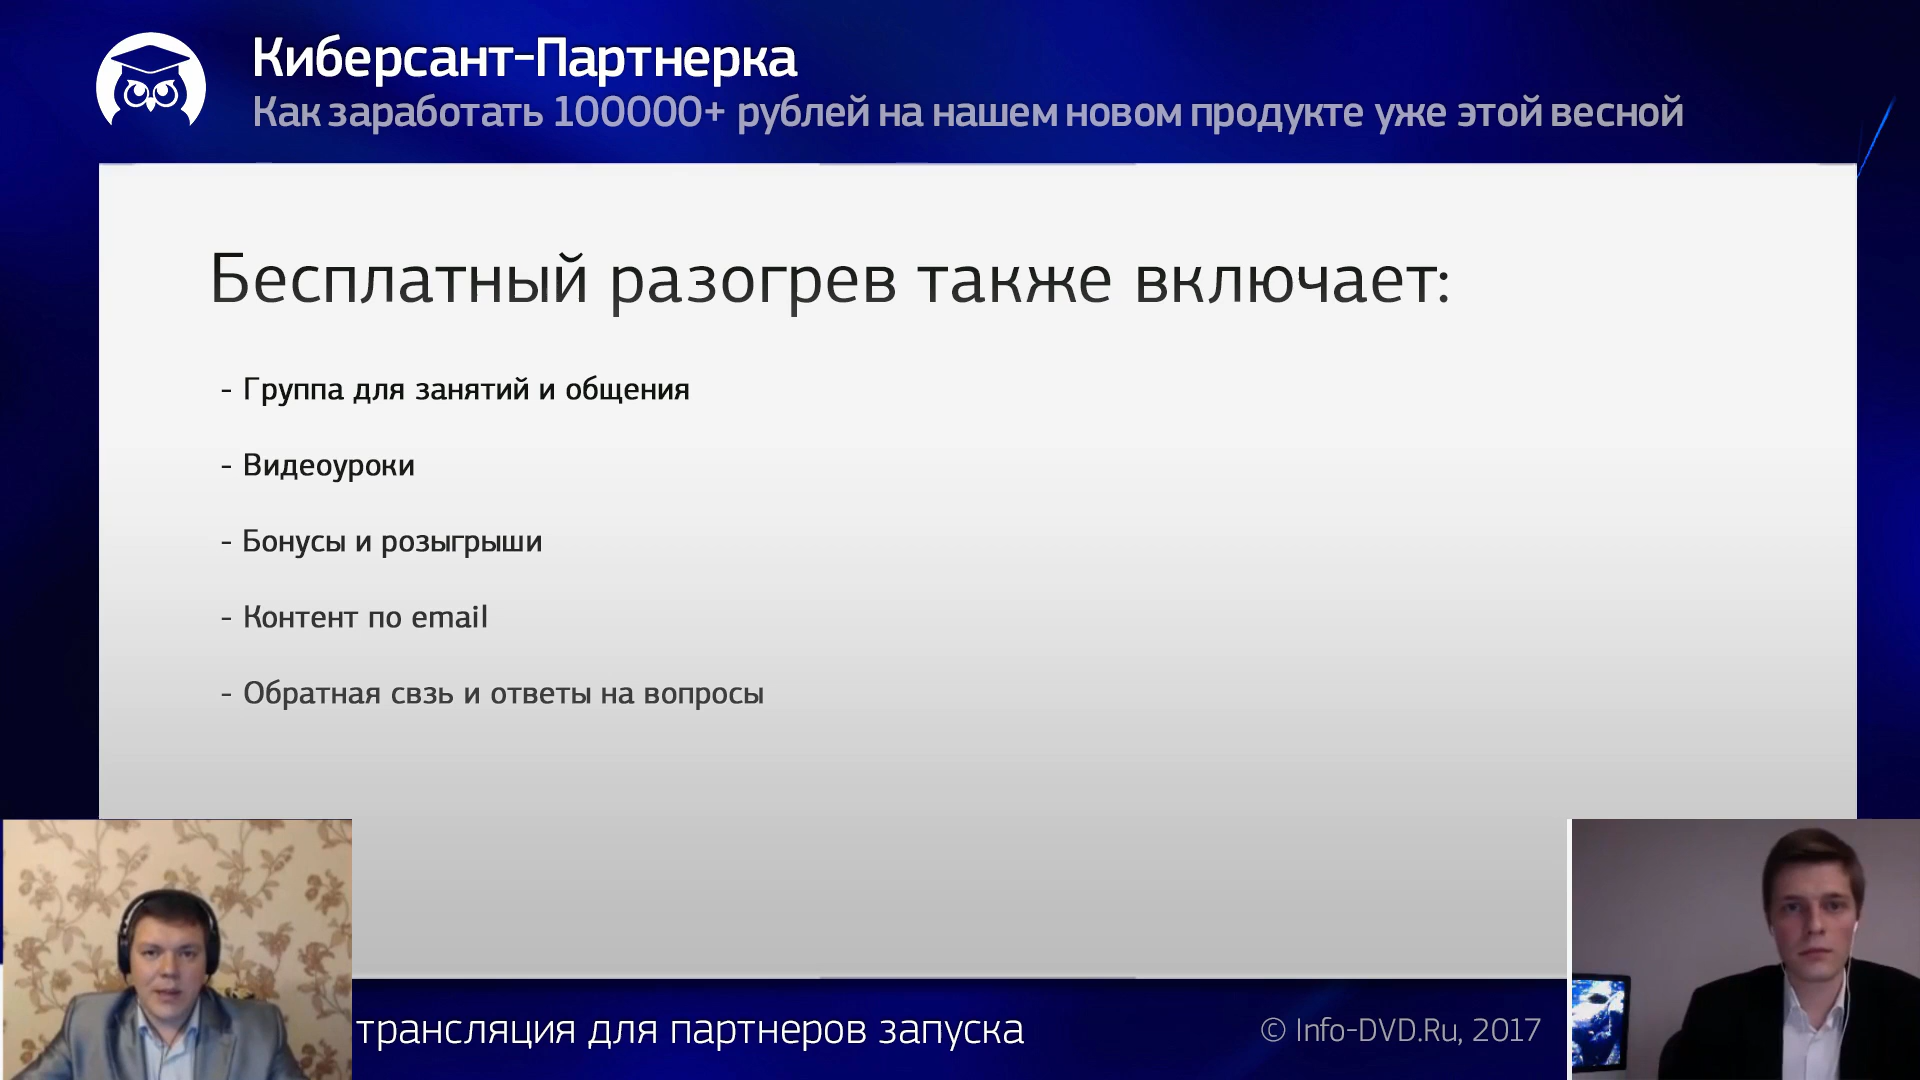 Киберсант-Партнерка
Как заработать 100000+ рублей на нашем новом продукте уже этой весной
Бесплатный разогрев также включает:
- Группа для занятий и общения
- Видеоуроки
- Бонусы и розыгрыши
- Контент по email
- Обратная свзь и ответы на вопросы
трансляция для партнеров запуска
© Info-DVD.Ru, 2017